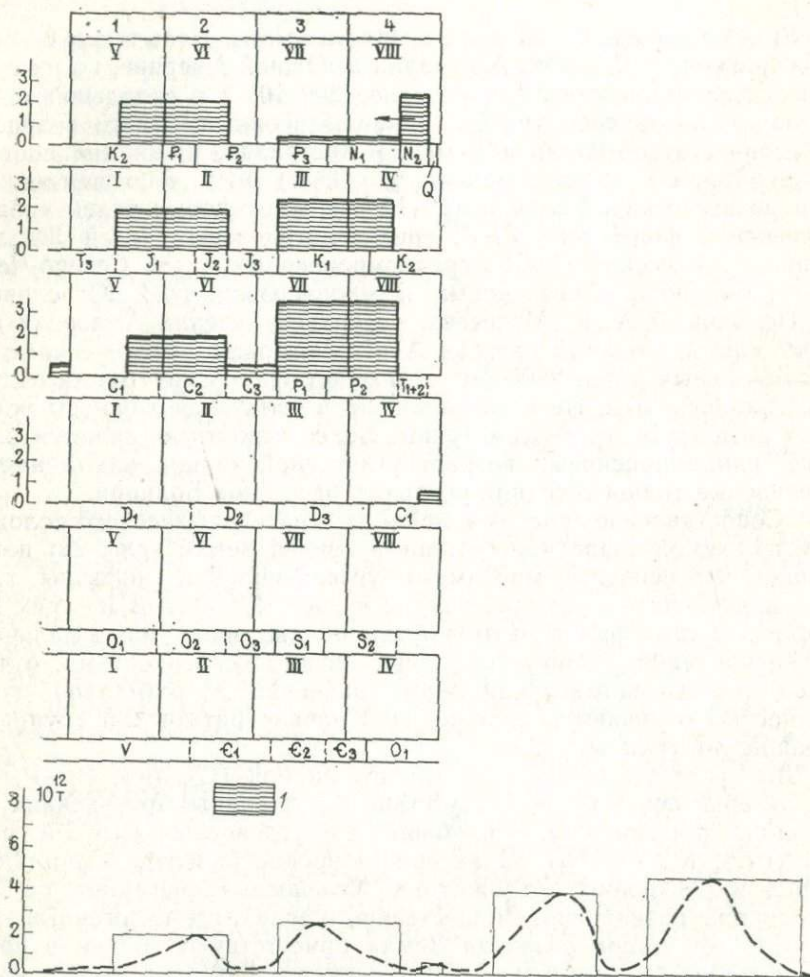 1 2 3 4
V VI VII VIII
3
2
1
0
K₂ P₁ P₂ P₃ N₁ N₂ Q
I II III IV
3
2
1
0
T₃ J₁ J₂ J₃ K₁ K₂
V VI VII VIII
3
2
1
0
C₁ C₂ C₃ P₁ P₂ T₁₊₂
I II III IV
3
2
1
0
D₁ D₂ D₃ C₁
V VI VII VIII
O₁ O₂ O₃ S₁ S₂
I II III IV
V Є₁ Є₂ Є₃ O₁
10¹² т
1
8
6
4
2
0